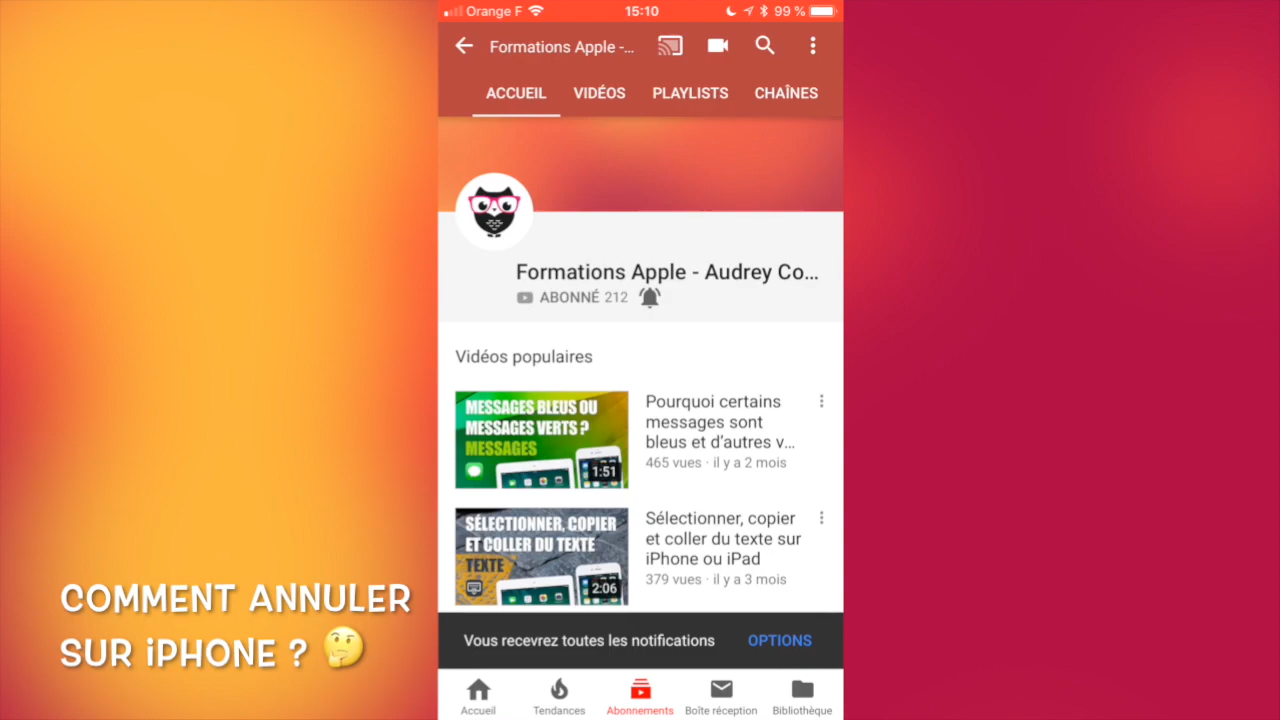 Orange F 15:10 99 %
Formations Apple -...
ACCUEIL VIDÉOS PLAYLISTS CHAÎNES
Formations Apple - Audrey Co...
ABONNÉ 212
Vidéos populaires
MESSAGES BLEUS OU
MESSAGES VERTS ?
MESSAGES
1:51
Pourquoi certains
messages sont
bleus et d'autres v...
465 vues · il y a 2 mois
SÉLECTIONNER, COPIER
ET COLLER DU TEXTE
TEXTE
2:06
Sélectionner, copier
et coller du texte sur
iPhone ou iPad
379 vues · il y a 3 mois
Vous recevrez toutes les notifications OPTIONS
Accueil Tendances Abonnements Boîte réception Bibliothèque
COMMENT ANNULER
SUR iPHONE ? 🤔